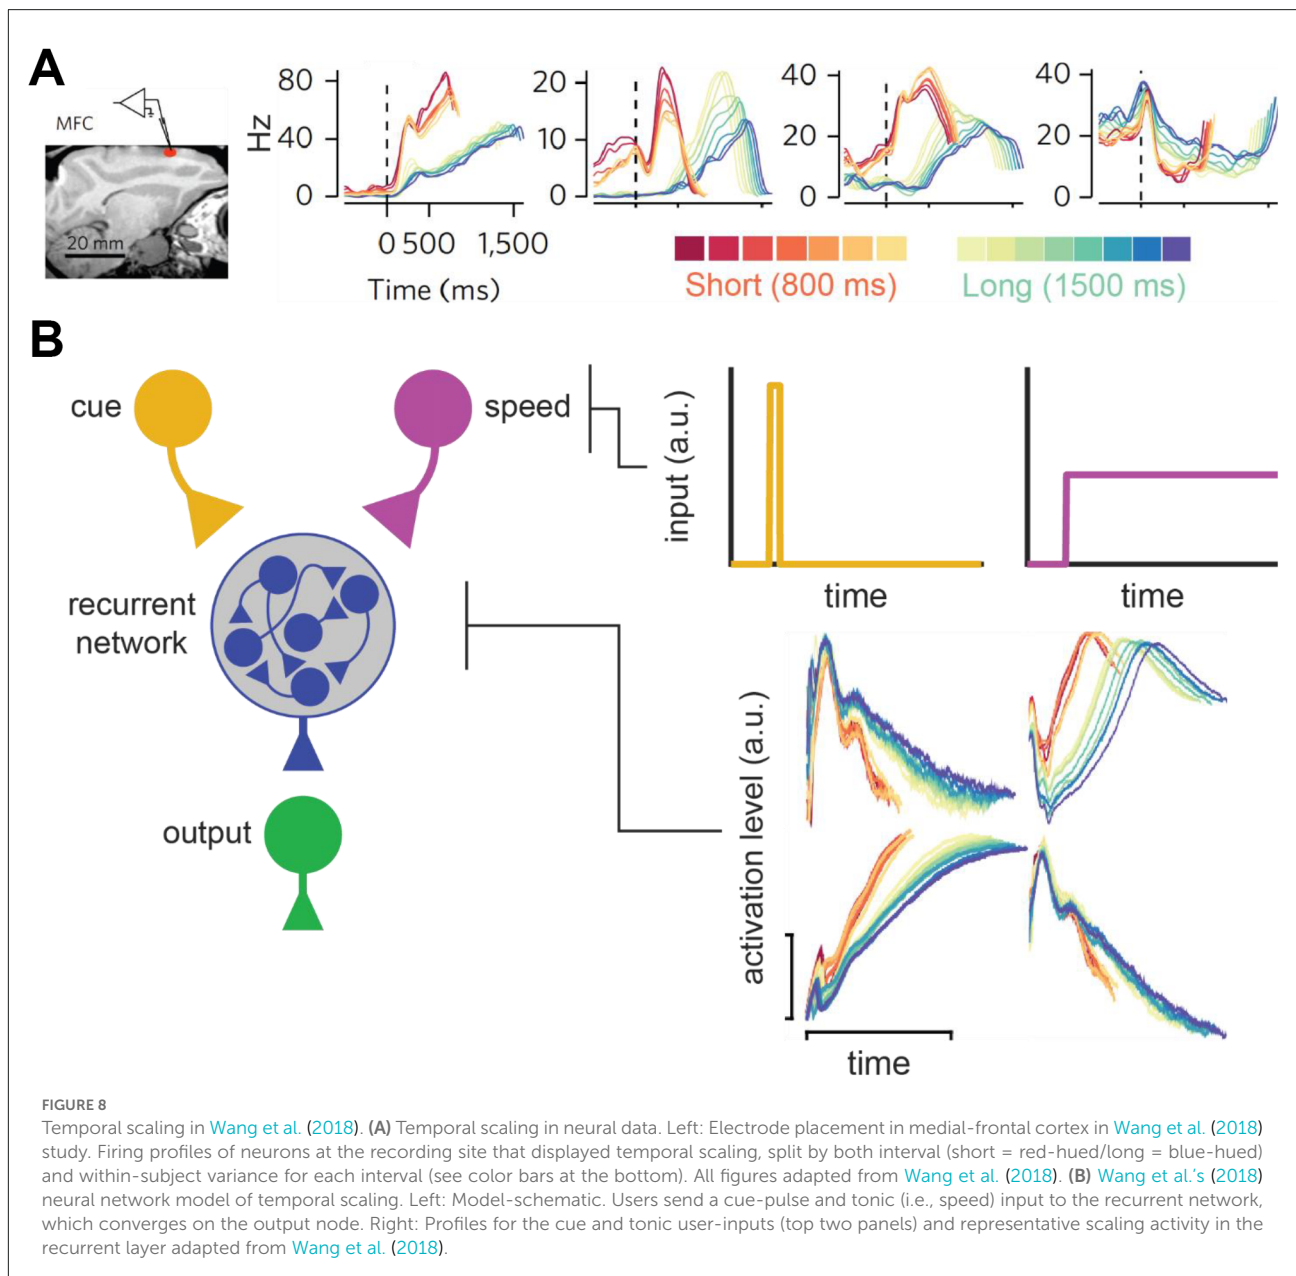 A
MFC
20 mm
Hz
80
40
0
0 500 1,500
Time (ms)
20
10
0
40
20
0
40
20
0
Short (800 ms)
Long (1500 ms)
B
cue
speed
recurrent
network
output
input (a.u.)
time
time
activation level (a.u.)
time
FIGURE 8
Temporal scaling in Wang et al. (2018). (A) Temporal scaling in neural data. Left: Electrode placement in medial-frontal cortex in Wang et al. (2018)
study. Firing profiles of neurons at the recording site that displayed temporal scaling, split by both interval (short = red-hued/long = blue-hued)
and within-subject variance for each interval (see color bars at the bottom). All figures adapted from Wang et al. (2018). (B) Wang et al.'s (2018)
neural network model of temporal scaling. Left: Model-schematic. Users send a cue-pulse and tonic (i.e., speed) input to the recurrent network,
which converges on the output node. Right: Profiles for the cue and tonic user-inputs (top two panels) and representative scaling activity in the
recurrent layer adapted from Wang et al. (2018).